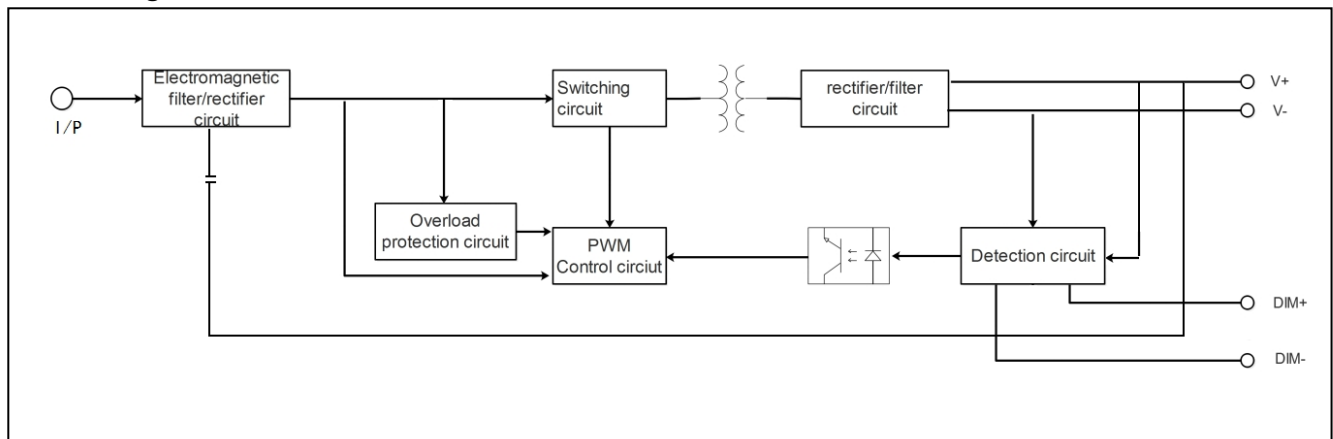 I/P
Electromagnetic
filter/rectifier
circuit
Switching
circuit
rectifier/filter
circuit
V+
V-
Overload
protection circuit
PWM
Control circiut
Detection circuit
DIM+
DIM-